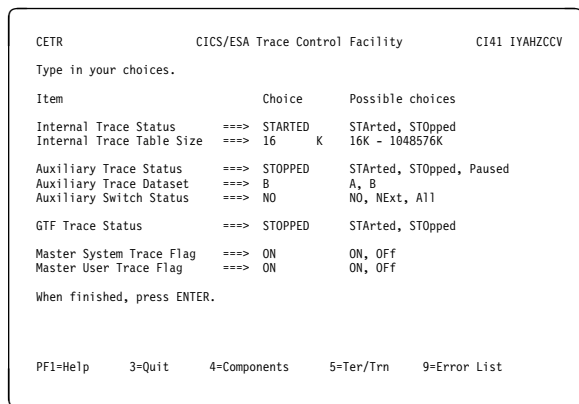 CETR CICS/ESA Trace Control Facility CI41 IYAHZCCV
Type in your choices.
Item Choice Possible choices
Internal Trace Status ===> STARTED STArted, STOpped
Internal Trace Table Size ===> 16 K 16K - 1048576K
Auxiliary Trace Status ===> STOPPED STArted, STOpped, Paused
Auxiliary Trace Dataset ===> B A, B
Auxiliary Switch Status ===> NO NO, NExt, All
GTF Trace Status ===> STOPPED STArted, STOpped
Master System Trace Flag ===> ON ON, OFf
Master User Trace Flag ===> ON ON, OFf
When finished, press ENTER.
PF1=Help 3=Quit 4=Components 5=Ter/Trn 9=Error List